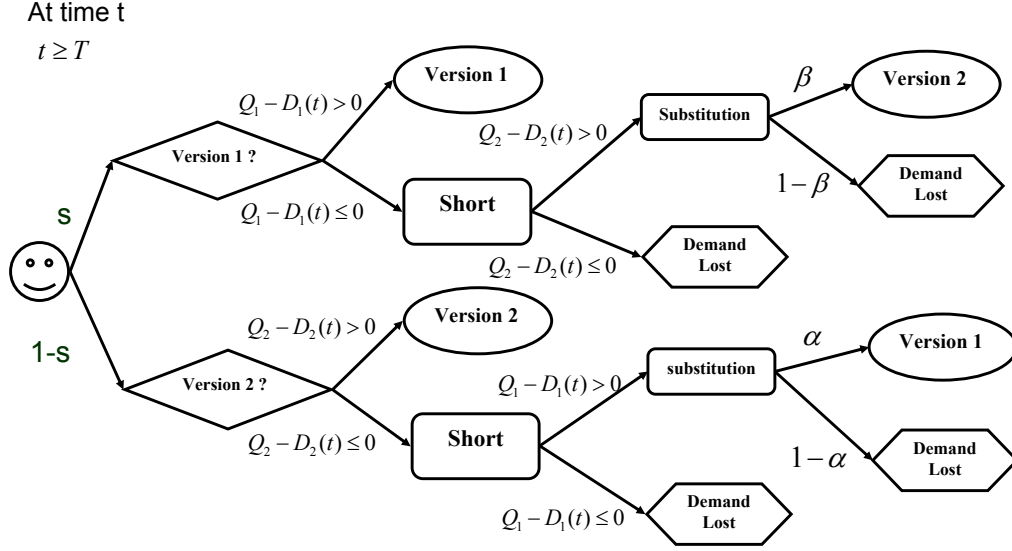 At time t
t ≥ T
Version 1
β
Version 2
Q₁ − D₁(t) > 0
Substitution
Q₂ − D₂(t) > 0
Version 1 ?
1 − β
Demand
Lost
Q₁ − D₁(t) ≤ 0
Short
s
Demand
Lost
Q₂ − D₂(t) ≤ 0
Version 2
Q₂ − D₂(t) > 0
α
Version 1
1-s
substitution
Version 2 ?
Q₁ − D₁(t) > 0
Short
Q₂ − D₂(t) ≤ 0
1 − α
Demand
Lost
Q₁ − D₁(t) ≤ 0
Demand
Lost